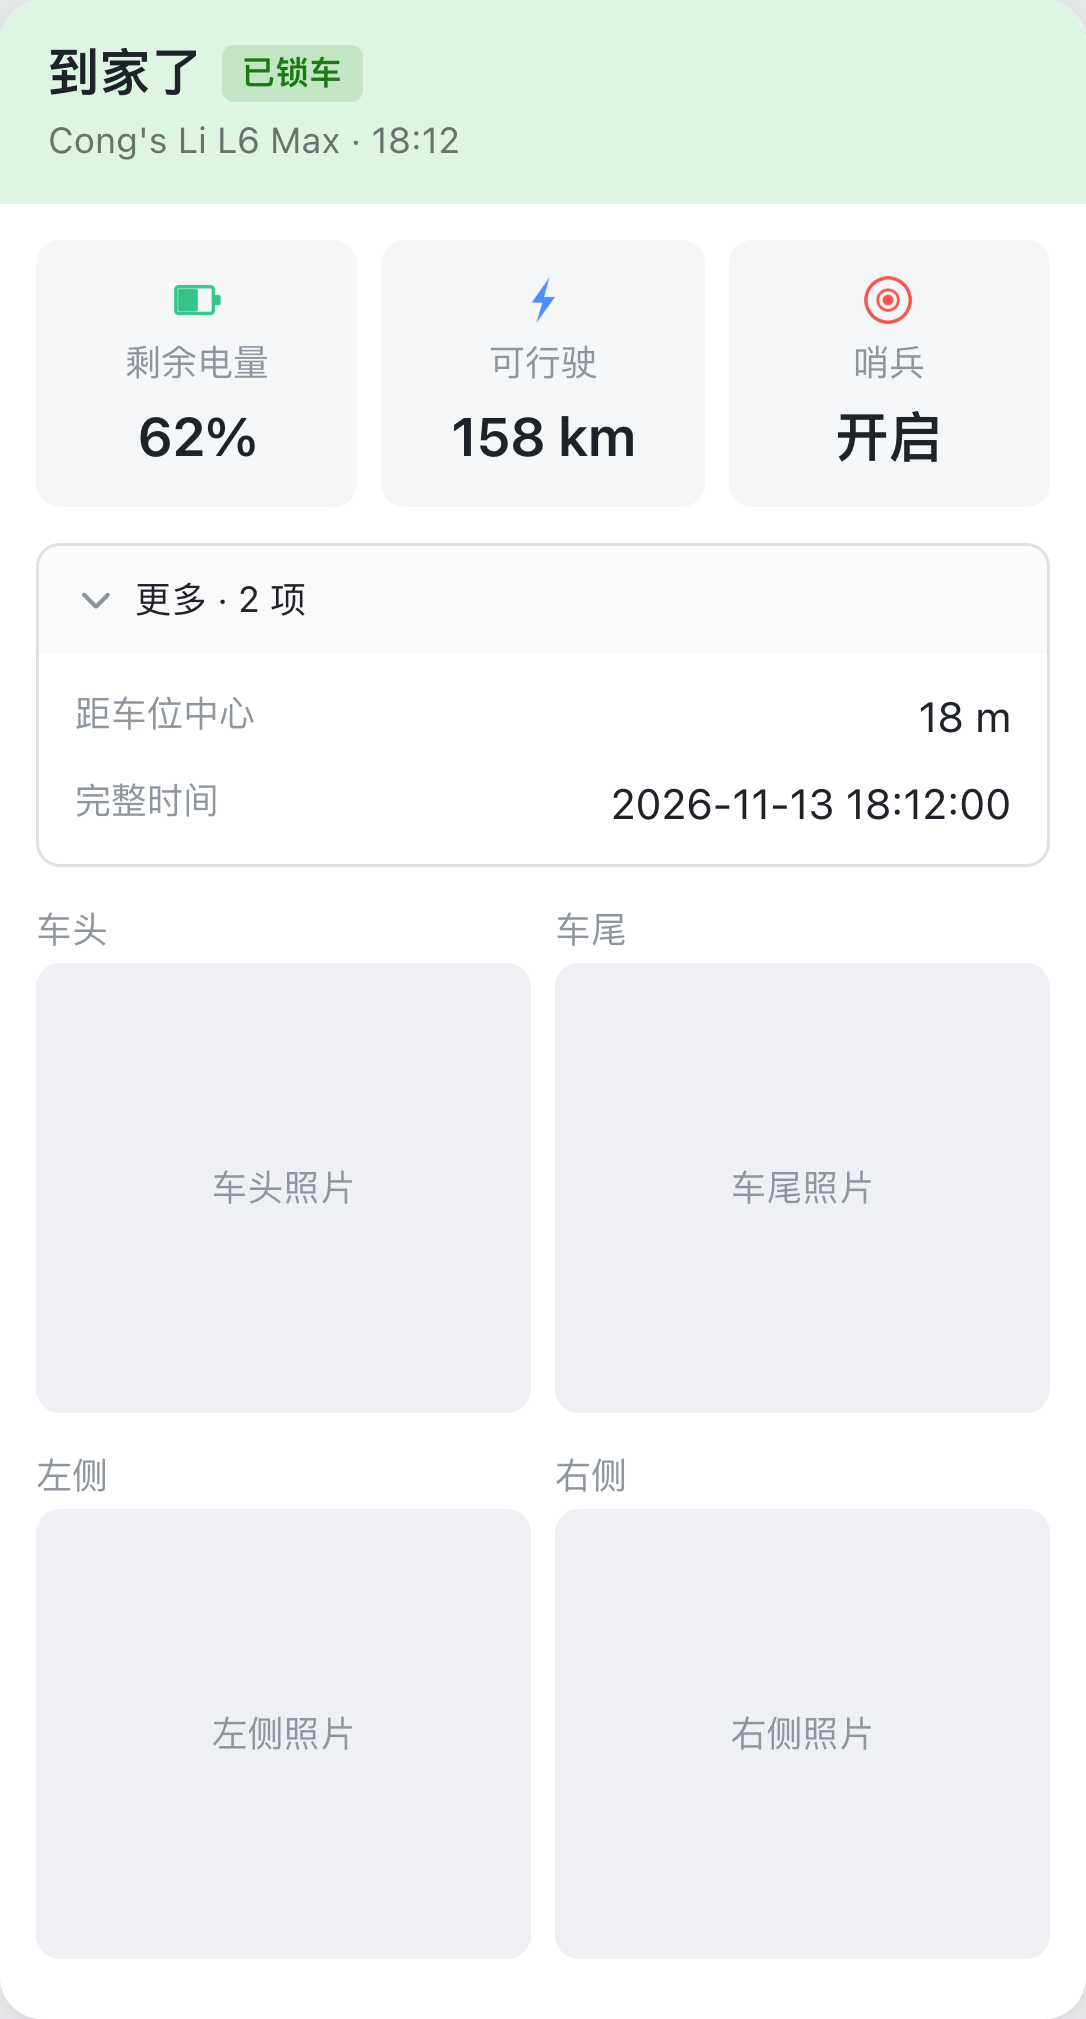 到家了 已锁车
Cong's Li L6 Max · 18:12
剩余电量 可行驶 哨兵
62% 158 km 开启
更多 · 2 项
距车位中心 18 m
完整时间 2026-11-13 18:12:00
车头 车尾
车头照片 车尾照片
左侧 右侧
左侧照片 右侧照片